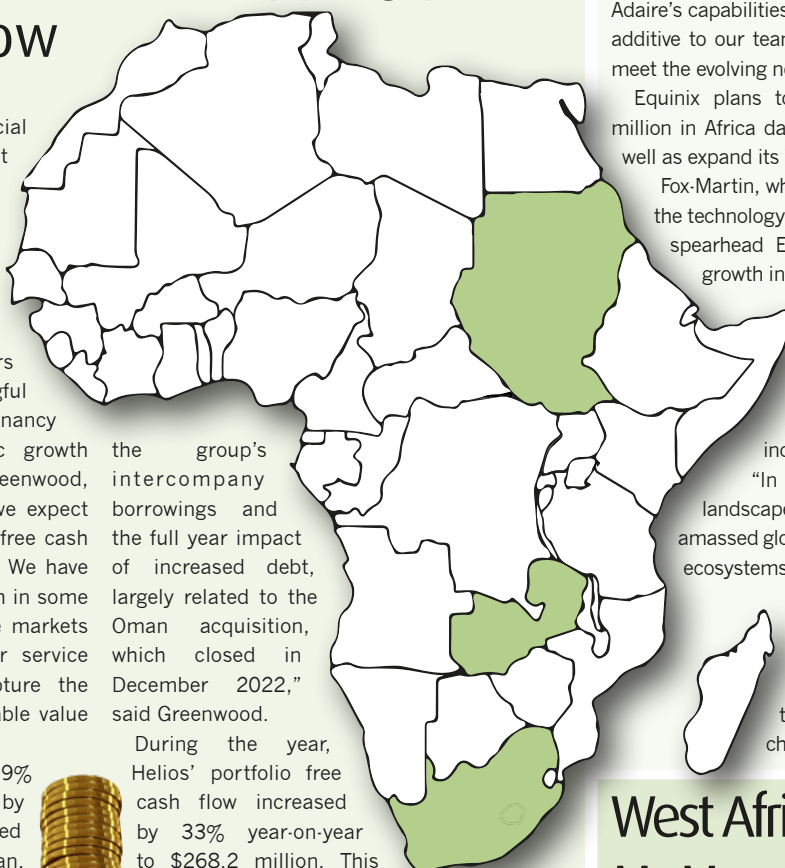 ow
cial
t
rs
gful
nancy
c growth
eenwood,
we expect
free cash
We have
n in some
e markets
r service
pture the
able value
9%
by
ed
an.
the group's
intercompany
borrowings and
the full year impact
of increased debt,
largely related to the
Oman acquisition,
which closed in
December 2022,"
said Greenwood.
During the year,
Helios' portfolio free
cash flow increased
by 33% year-on-year
to $268.2 million. This
Adaire's capabilities
additive to our tear
meet the evolving ne
Equinix plans to
million in Africa da
well as expand its
Fox-Martin, wh
the technology
spearhead E
growth in
inc
"In
landscape
amassed glo
ecosystems
t
ch
West Afri